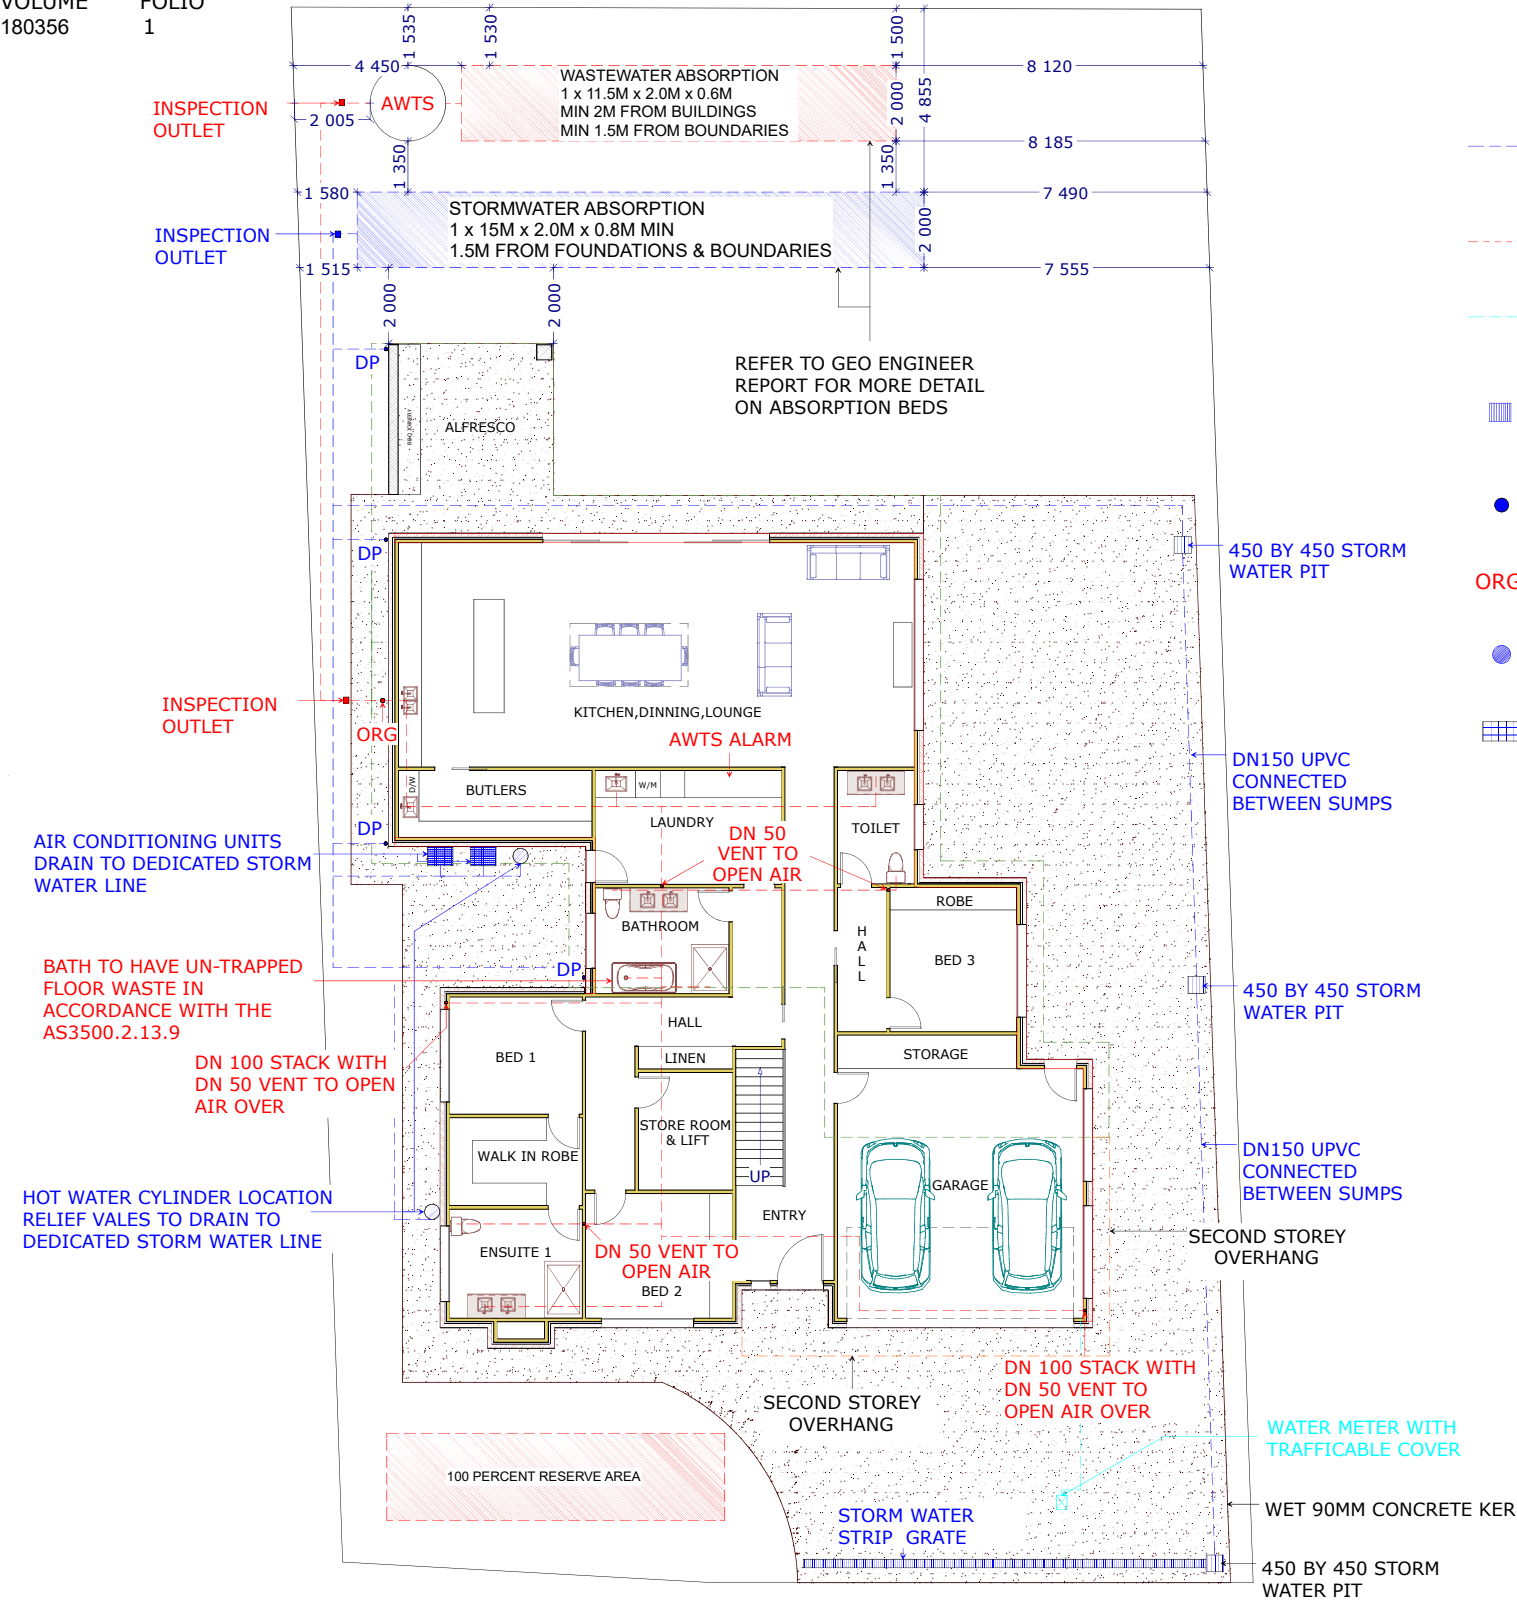 VOLUME FOLIO
180356 1
1 535
1 530
1 500
4 450
8 120
WASTEWATER ABSORPTION
1 x 11.5M x 2.0M x 0.6M
MIN 2M FROM BUILDINGS
MIN 1.5M FROM BOUNDARIES
AWTS
INSPECTION
OUTLET
2 005
2 000
4 855
8 185
1 350
1 350
1 580
7 490
STORMWATER ABSORPTION
1 x 15M x 2.0M x 0.8M MIN
1.5M FROM FOUNDATIONS & BOUNDARIES
2 000
INSPECTION
OUTLET
1 515
7 555
2 000
2 000
DP
REFER TO GEO ENGINEER
REPORT FOR MORE DETAIL
ON ABSORPTION BEDS
BBQ JOINERY
ALFRESCO
DP
450 BY 450 STORM
WATER PIT
ORG
INSPECTION
OUTLET
ORG
KITCHEN,DINNING,LOUNGE
AWTS ALARM
DN150 UPVC
CONNECTED
BETWEEN SUMPS
D/W
BUTLERS
W/M
LAUNDRY
TOILET
DP
AIR CONDITIONING UNITS
DRAIN TO DEDICATED STORM
WATER LINE
DN 50
VENT TO
OPEN AIR
ROBE
BATHROOM
HALL
BED 3
BATH TO HAVE UN-TRAPPED
FLOOR WASTE IN
ACCORDANCE WITH THE
AS3500.2.13.9
DP
450 BY 450 STORM
WATER PIT
HALL
DN 100 STACK WITH
DN 50 VENT TO OPEN
AIR OVER
BED 1
LINEN
STORAGE
STORE ROOM
& LIFT
WALK IN ROBE
UP
GARAGE
DN150 UPVC
CONNECTED
BETWEEN SUMPS
HOT WATER CYLINDER LOCATION
RELIEF VALES TO DRAIN TO
DEDICATED STORM WATER LINE
ENTRY
ENSUITE 1
DN 50 VENT TO
OPEN AIR
BED 2
SECOND STOREY
OVERHANG
DN 100 STACK WITH
DN 50 VENT TO
OPEN AIR OVER
SECOND STOREY
OVERHANG
WATER METER WITH
TRAFFICABLE COVER
100 PERCENT RESERVE AREA
STORM WATER
STRIP GRATE
WET 90MM CONCRETE KER
450 BY 450 STORM
WATER PIT